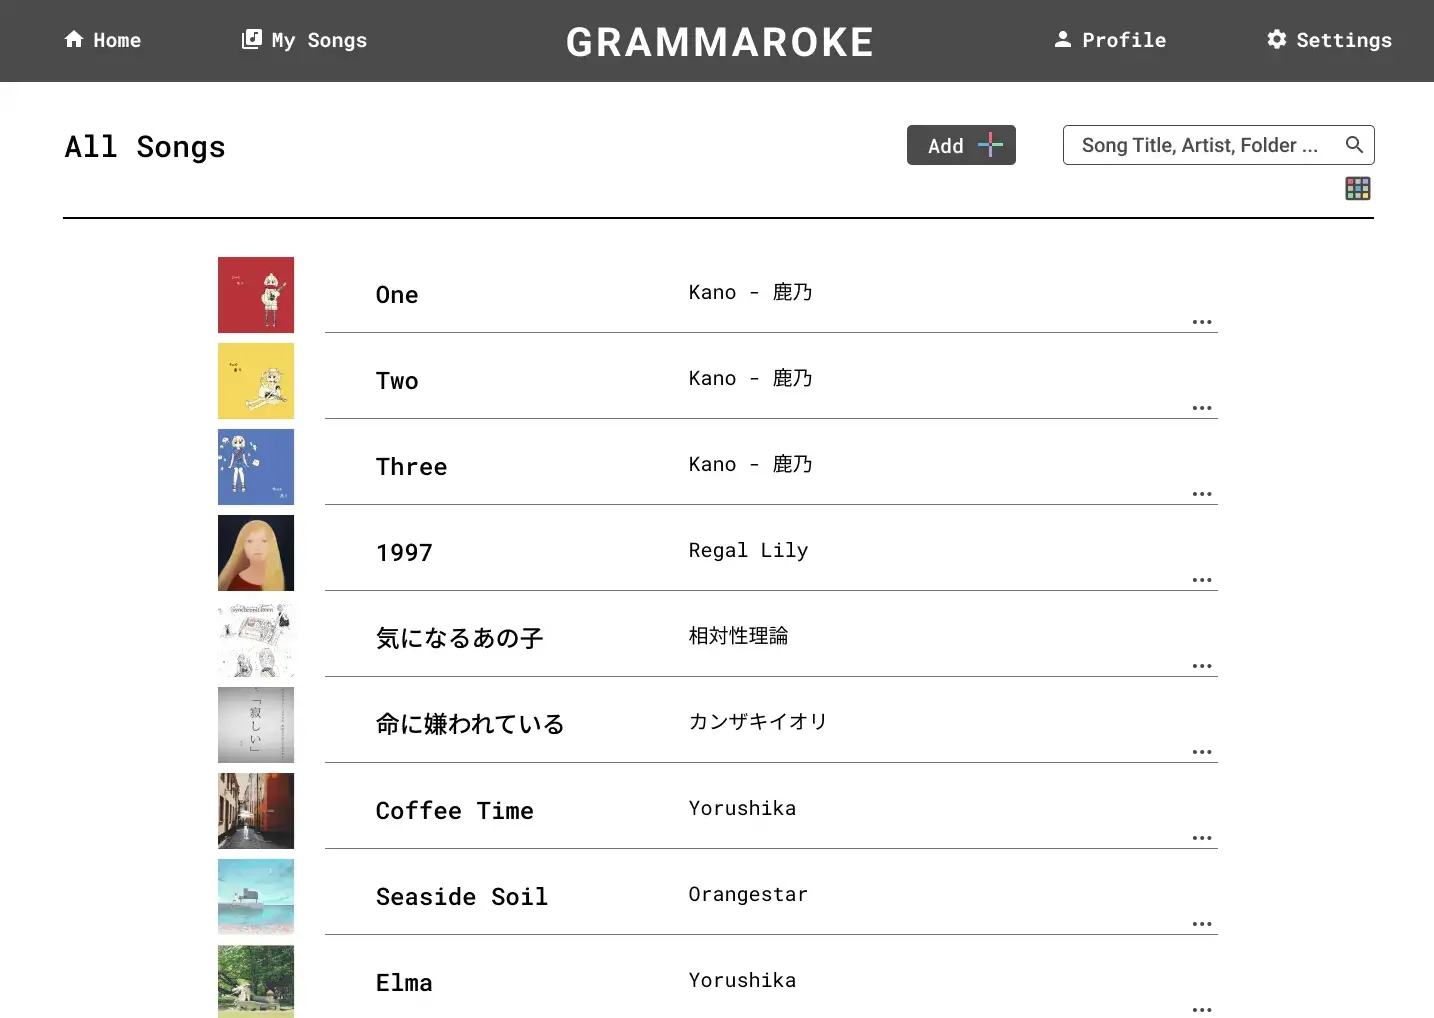 Home
My Songs
GRAMMAROKE
Profile
Settings
All Songs
Add
Song Title, Artist, Folder ...
One
Kano - 鹿乃
Two
Kano - 鹿乃
Three
Kano - 鹿乃
1997
Regal Lily
気になるあの子
相対性理論
「寂しい」
命に嫌われている
カンザキイオリ
Coffee Time
Yorushika
Seaside Soil
Orangestar
Elma
Yorushika